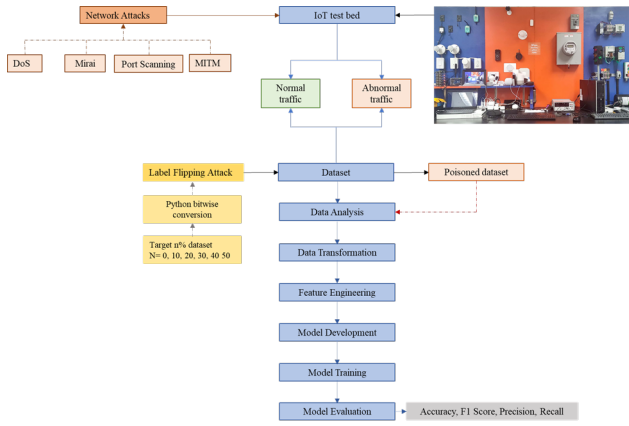 Network Attacks
IoT test bed
DoS
Mirai
Port Scanning
MITM
Normal
traffic
Abnormal
traffic
Label Flipping Attack
Dataset
Poisoned dataset
Python bitwise
conversion
Data Analysis
Target n% dataset
N= 0, 10, 20, 30, 40 50
Data Transformation
Feature Engineering
Model Development
Model Training
Model Evaluation
Accuracy, F1 Score, Precision, Recall